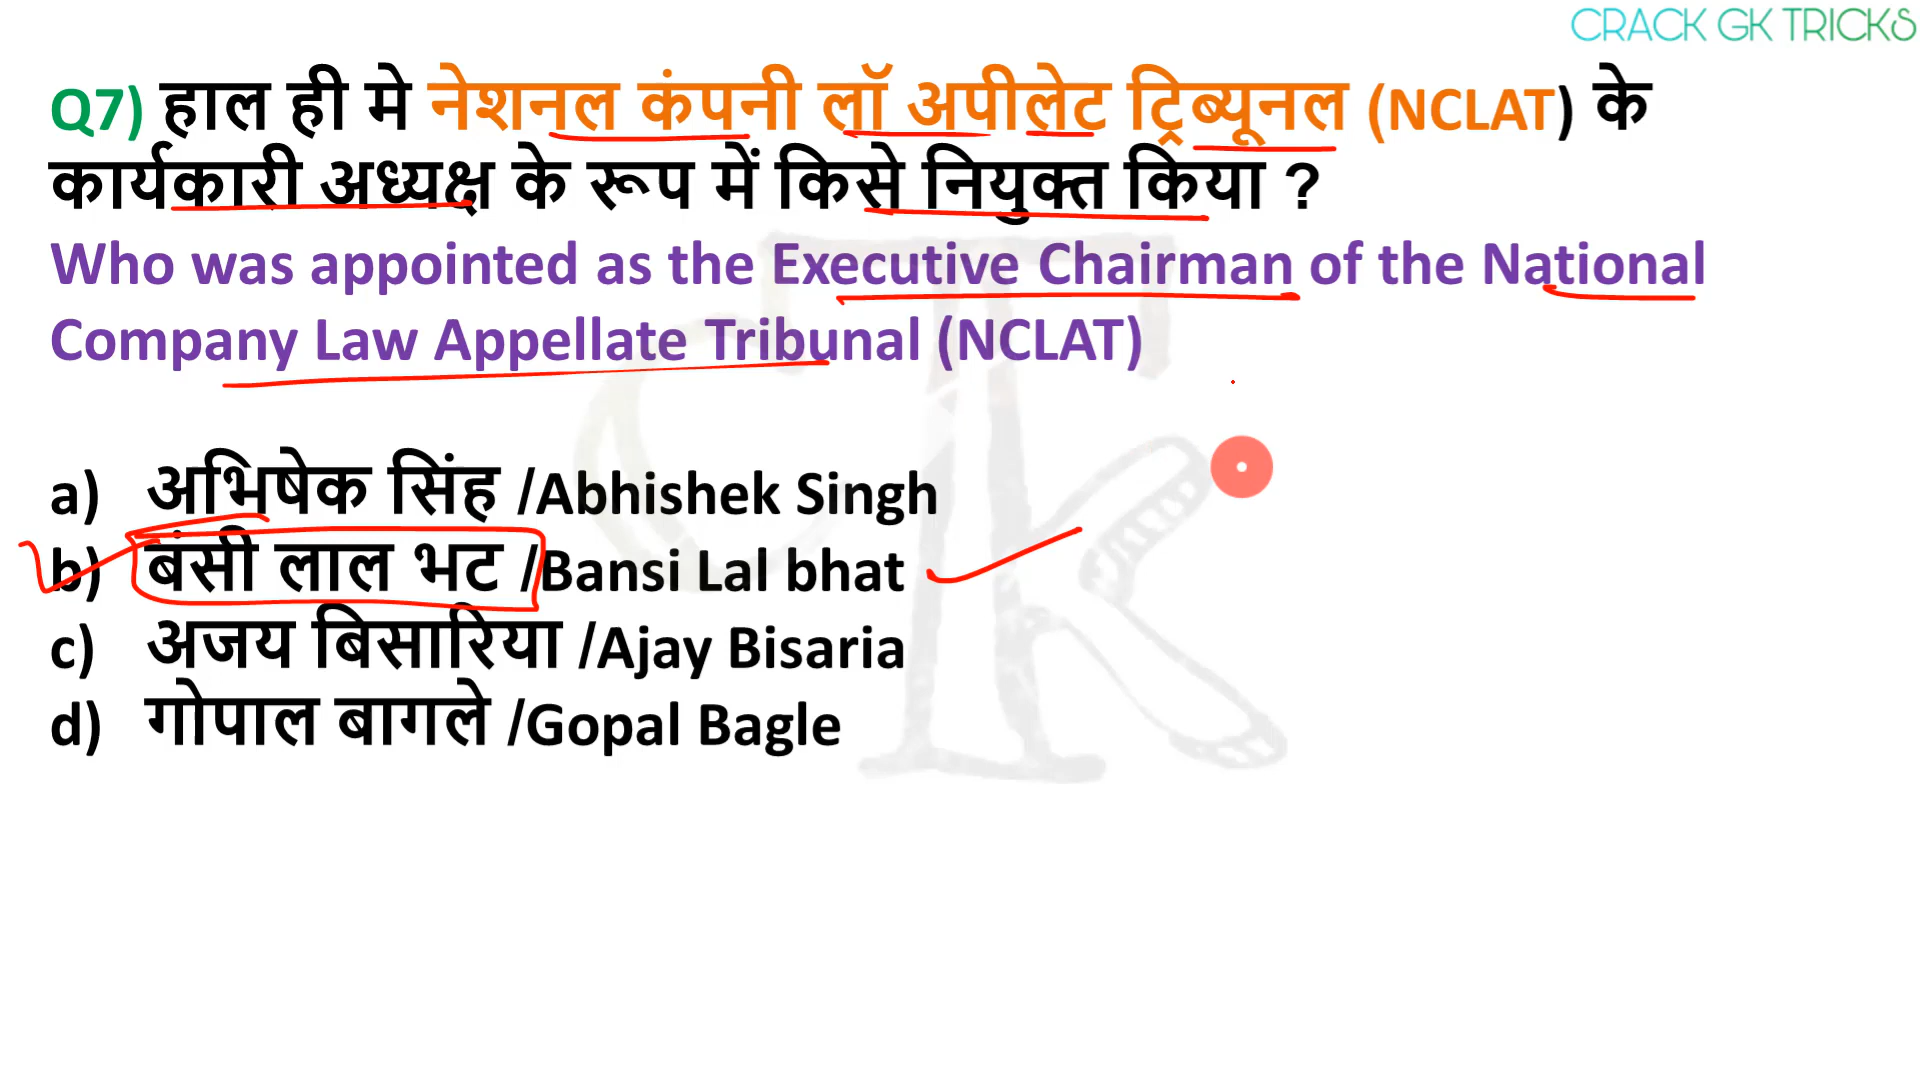 CRACK GK TRICKS
Q7) हाल ही मे नेशनल कंपनी लॉ अपीलेट ट्रिब्यूनल (NCLAT) के
कार्यकारी अध्यक्ष के रूप में किसे नियुक्त किया ?
Who was appointed as the Executive Chairman of the National
Company Law Appellate Tribunal (NCLAT)
a) अभिषेक सिंह /Abhishek Singh
b) बंसी लाल भट /Bansi Lal bhat
c) अजय बिसारिया /Ajay Bisaria
d) गोपाल बागले /Gopal Bagle